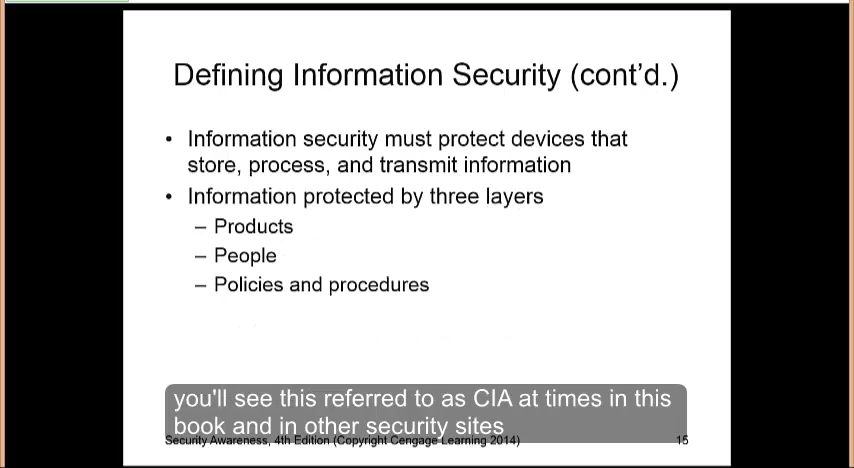 Defining Information Security (cont'd.)
• Information security must protect devices that
store, process, and transmit information
• Information protected by three layers
– Products
– People
– Policies and procedures
you'll see this referred to as CIA at times in this
book and in other security sites
Security Awareness, 4th Edition (Copyright Cengage Learning 2014)
15